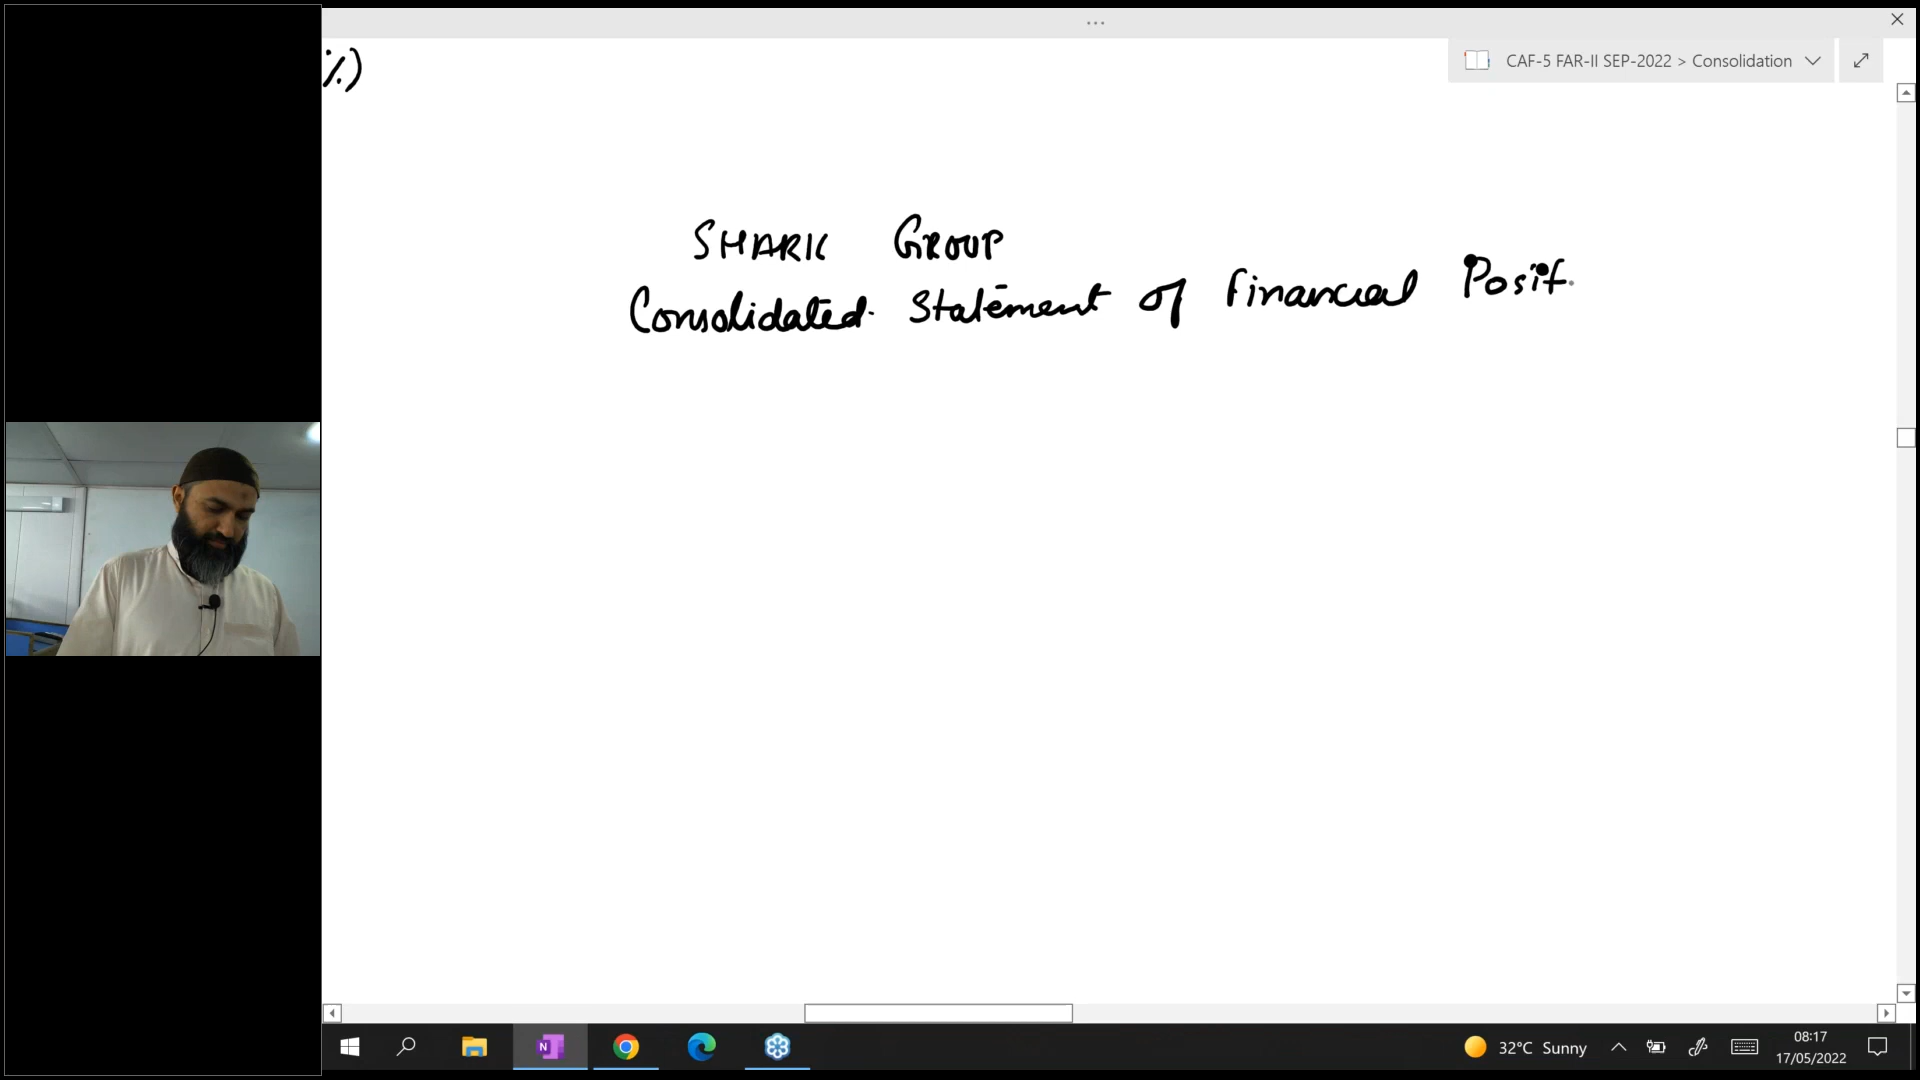 ...
CAF-5 FAR-II SEP-2022 > Consolidation
%)
SHARK GROUP
Consolidated Statement of Financial Posit
N
32°C Sunny
08:17
17/05/2022